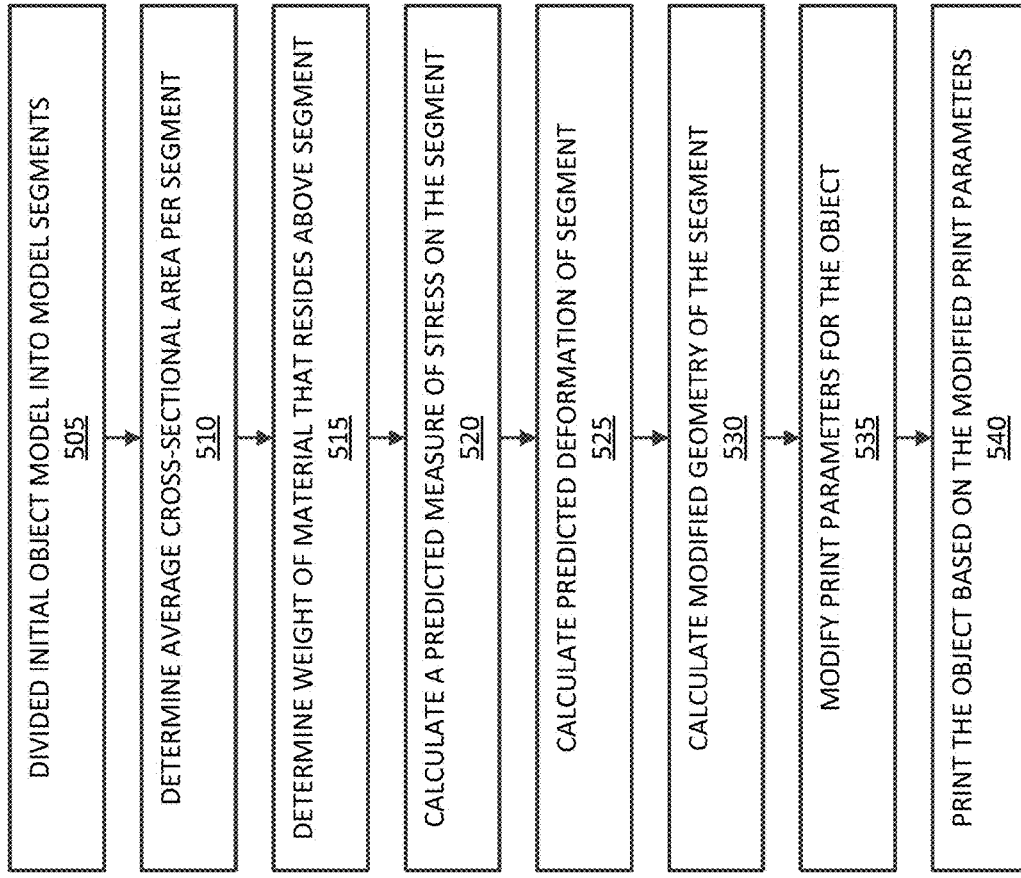 DIVIDED INITIAL OBJECT MODEL INTO MODEL SEGMENTS
505
DETERMINE AVERAGE CROSS-SECTIONAL AREA PER SEGMENT
510
DETERMINE WEIGHT OF MATERIAL THAT RESIDES ABOVE SEGMENT
515
CALCULATE A PREDICTED MEASURE OF STRESS ON THE SEGMENT
520
CALCULATE PREDICTED DEFORMATION OF SEGMENT
525
CALCULATE MODIFIED GEOMETRY OF THE SEGMENT
530
MODIFY PRINT PARAMETERS FOR THE OBJECT
535
PRINT THE OBJECT BASED ON THE MODIFIED PRINT PARAMETERS
540